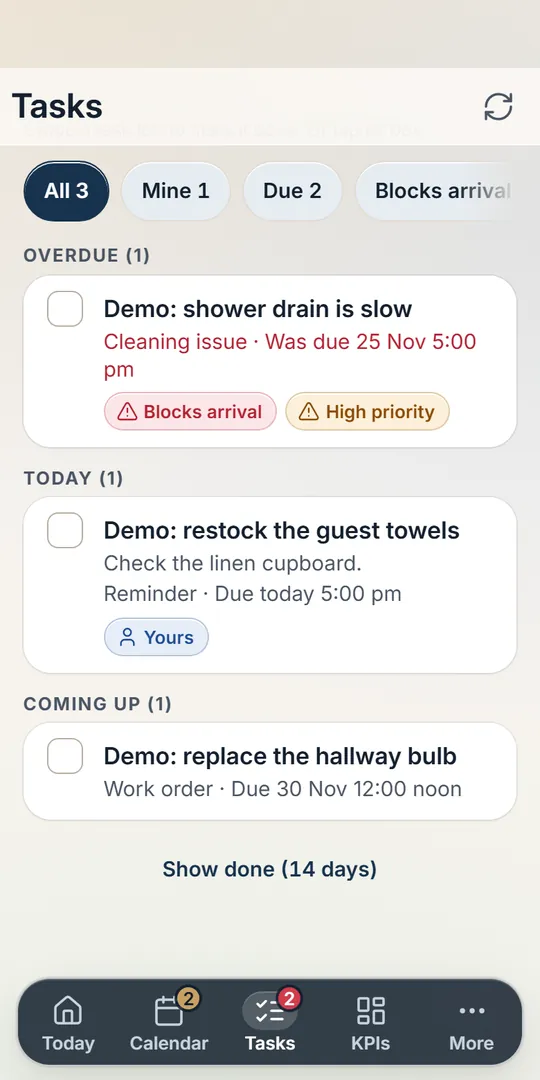 Tasks
All 3
Mine 1
Due 2
Blocks arrival
OVERDUE (1)
Demo: shower drain is slow
Cleaning issue · Was due 25 Nov 5:00
pm
Blocks arrival
High priority
TODAY (1)
Demo: restock the guest towels
Check the linen cupboard.
Reminder · Due today 5:00 pm
Yours
COMING UP (1)
Demo: replace the hallway bulb
Work order · Due 30 Nov 12:00 noon
Show done (14 days)
2
2
Today
Calendar
Tasks
KPIs
More